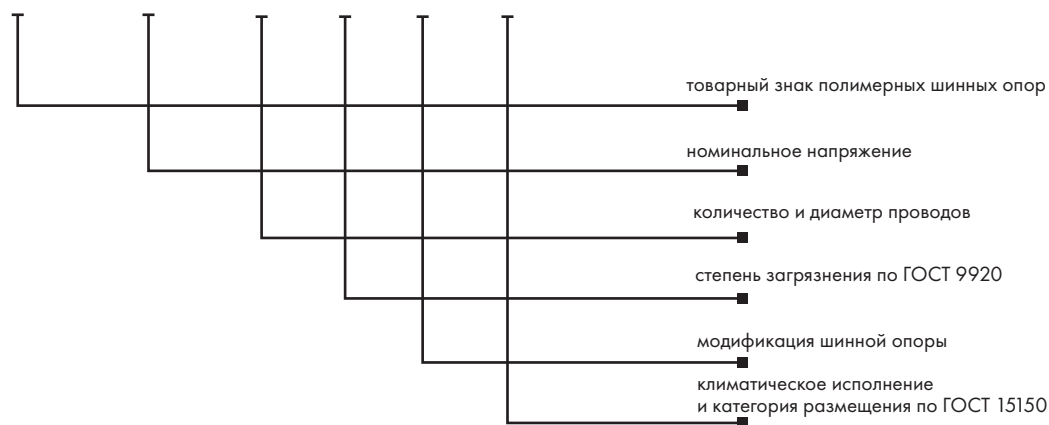 товарный знак полимерных шинных опор
номинальное напряжение
количество и диаметр проводов
степень загрязнения по ГОСТ 9920
модификация шинной опоры
климатическое исполнение
и категория размещения по ГОСТ 15150